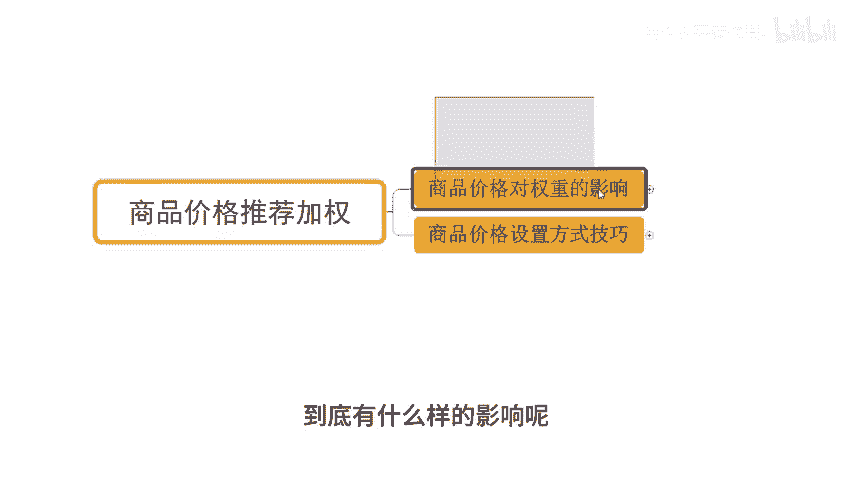 bilibili
商品价格对权重的影响
商品价格推荐加权
商品价格设置方式技巧
到底有什么样的影响呢